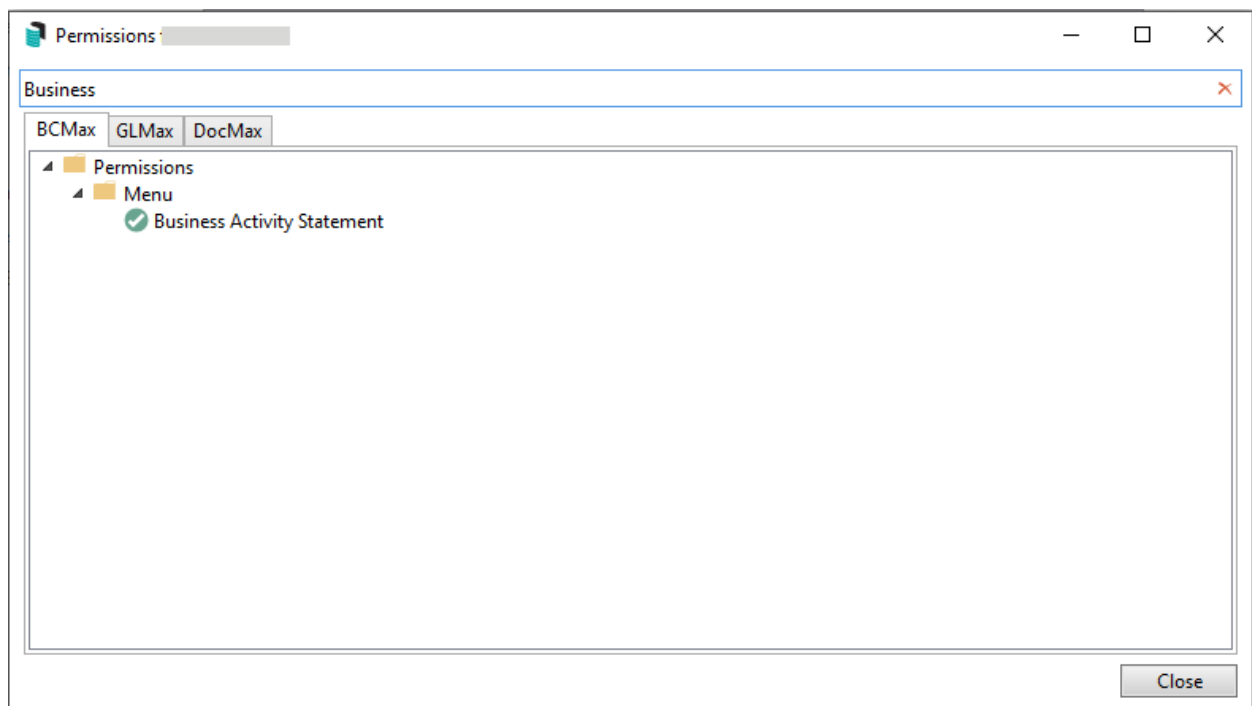 Permissions
Business
BCMax GLMax DocMax
Permissions
Menu
Business Activity Statement
Close